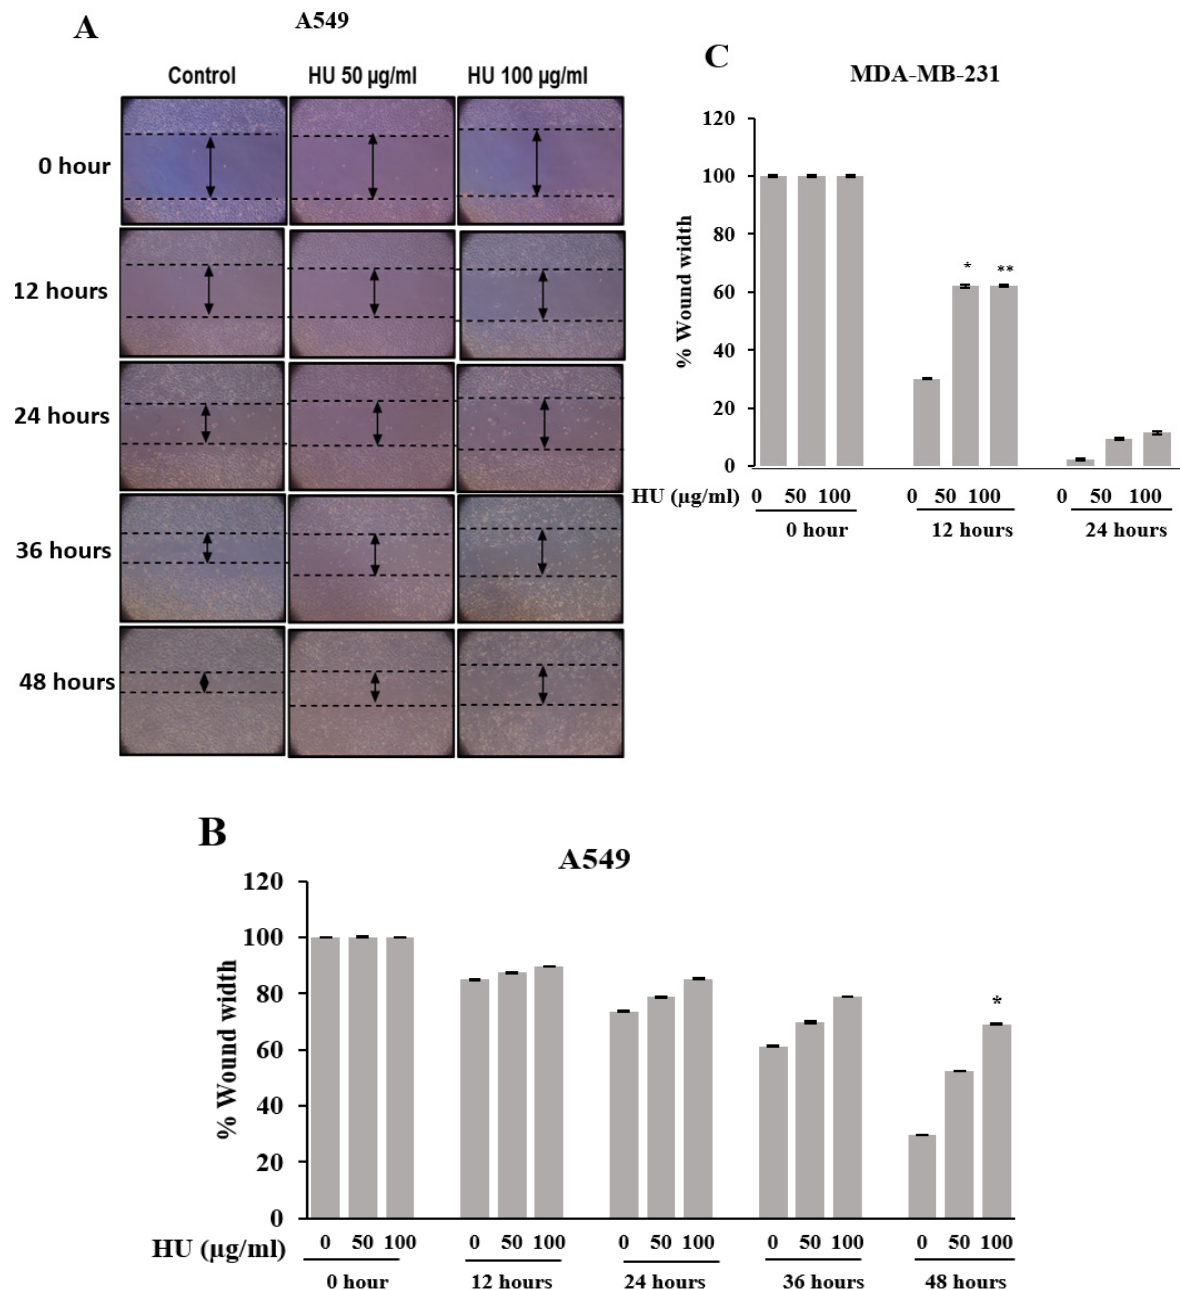 A
A549
Control HU 50 µg/ml HU 100 µg/ml
0 hour
12 hours
24 hours
36 hours
48 hours
C
MDA-MB-231
% Wound width
120
100
80
60
40
20
0
* **
HU (µg/ml) 0 50 100 0 50 100 0 50 100
0 hour 12 hours 24 hours
B
A549
% Wound width
120
100
80
60
40
20
0
*
HU (µg/ml) 0 50 100 0 50 100 0 50 100 0 50 100 0 50 100
0 hour 12 hours 24 hours 36 hours 48 hours